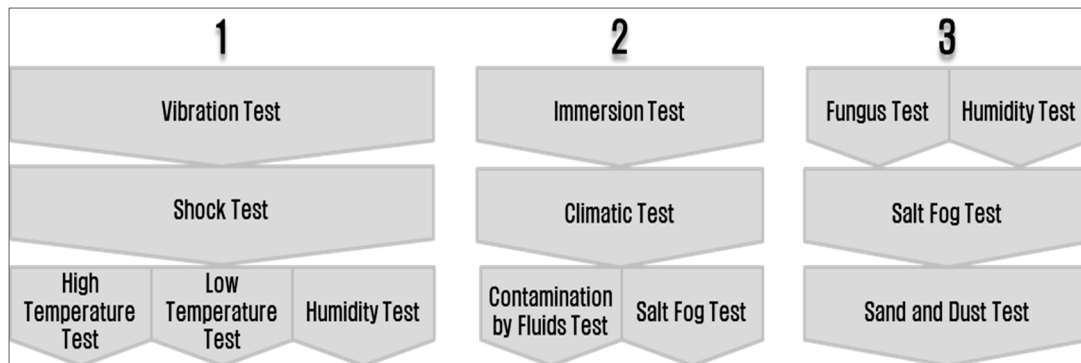 1
2
3
Vibration Test
Immersion Test
Fungus Test
Humidity Test
Shock Test
Climatic Test
Salt Fog Test
High
Temperature
Test
Low
Temperature
Test
Humidity Test
Contamination
by Fluids Test
Salt Fog Test
Sand and Dust Test